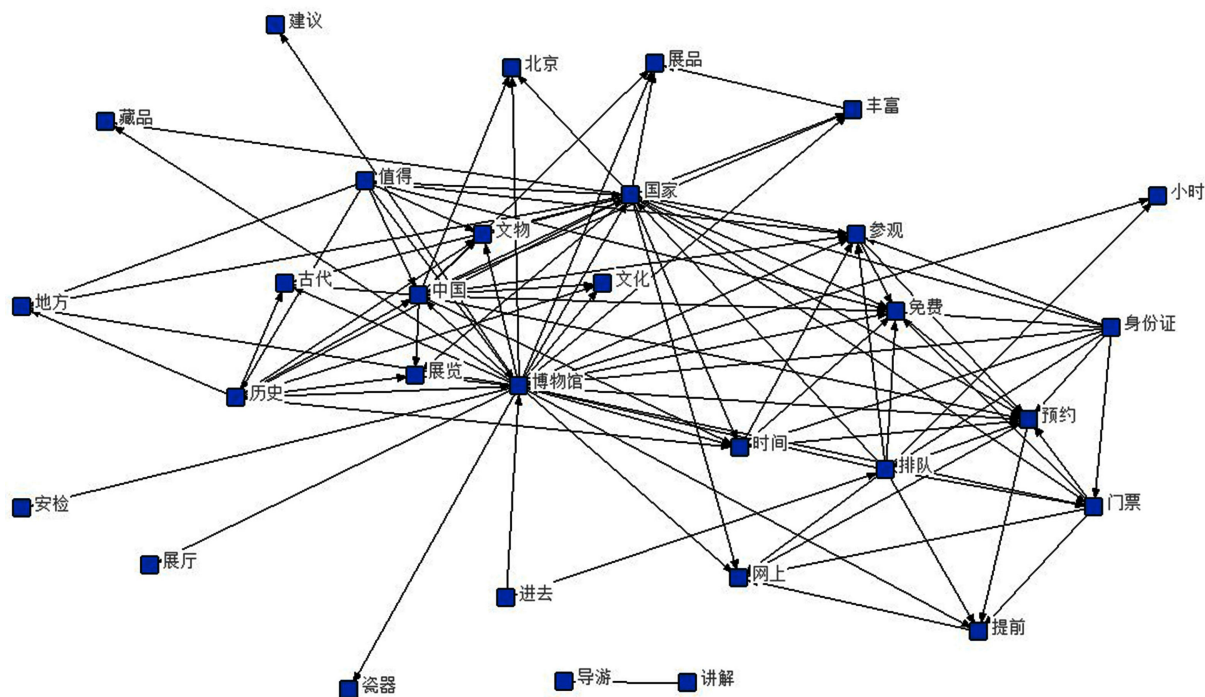 建议
北京
展品
丰富
藏品
值得
国家
小时
文物
参观
古代
中国
文化
地方
免费
身份证
展览
博物馆
历史
预约
时间
排队
门票
安检
展厅
网上
进去
提前
瓷器
导游
讲解